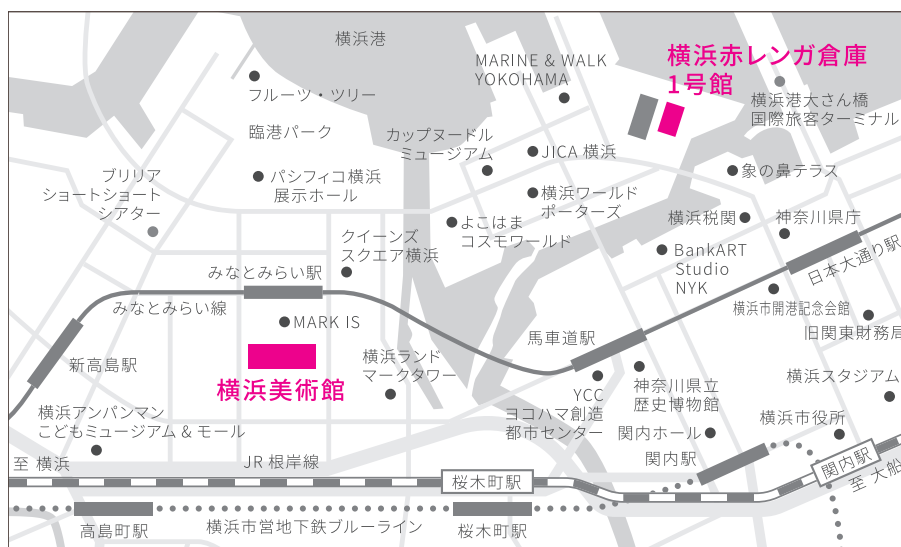 横浜港
MARINE & WALK
YOKOHAMA
横浜赤レンガ倉庫
1号館
フルーツ・ツリー
横浜港大さん橋
国際旅客ターミナル
臨港パーク
カップヌードル
ミュージアム
JICA 横浜
ブリリア
ショートショート
シアター
パシフィコ横浜
展示ホール
象の鼻テラス
横浜ワールド
ポーターズ
よこはま
コスモワールド
横浜税関
神奈川県庁
クイーンズ
スクエア横浜
BankART
Studio
NYK
日本大通り駅
みなとみらい駅
みなとみらい線
横浜市開港記念会館
MARK IS
馬車道駅
旧関東財務局
新高島駅
横浜ランド
マークタワー
横浜美術館
横浜スタジアム
YCC
ヨコハマ創造
都市センター
神奈川県立
歴史博物館
横浜アンパンマン
こどもミュージアム & モール
横浜市役所
関内ホール
至 横浜
JR 根岸線
関内駅
関内駅
至 大船
桜木町駅
高島町駅
横浜市営地下鉄ブルーライン
桜木町駅